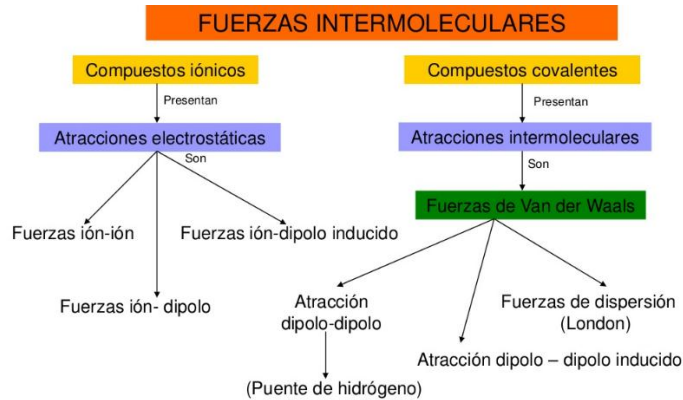 FUERZAS INTERMOLECULARES
Compuestos iónicos
Compuestos covalentes
Presentan
Presentan
Atracciones electrostáticas
Atracciones intermoleculares
Son
Son
Fuerzas de Van der Waals
Fuerzas ión-ión
Fuerzas ión-dipolo inducido
Fuerzas ión- dipolo
Atracción
dipolo-dipolo
Fuerzas de dispersión
(London)
Atracción dipolo – dipolo inducido
(Puente de hidrógeno)